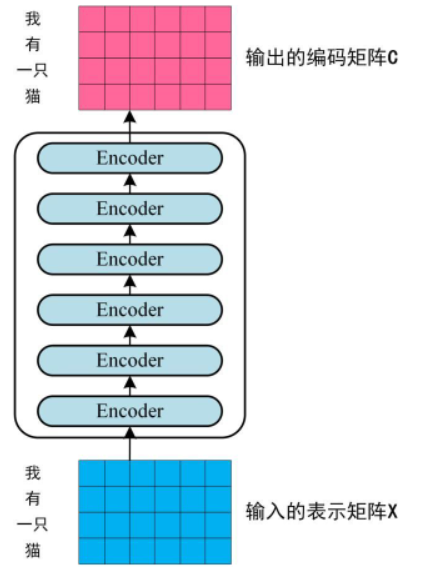 我
有
一只
猫
输出的编码矩阵C
Encoder
Encoder
Encoder
Encoder
Encoder
Encoder
我
有
一只
猫
输入的表示矩阵X